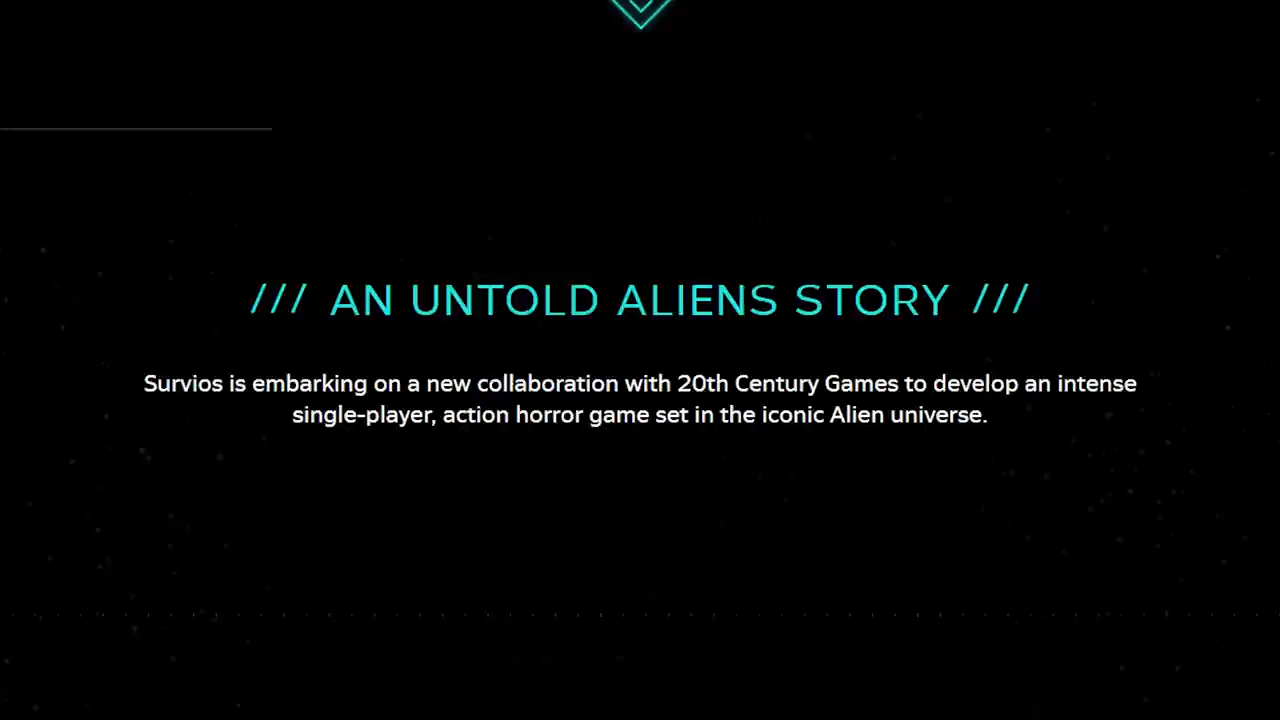 /// AN UNTOLD ALIENS STORY ///
Survios is embarking on a new collaboration with 20th Century Games to develop an intense
single-player, action horror game set in the iconic Alien universe.